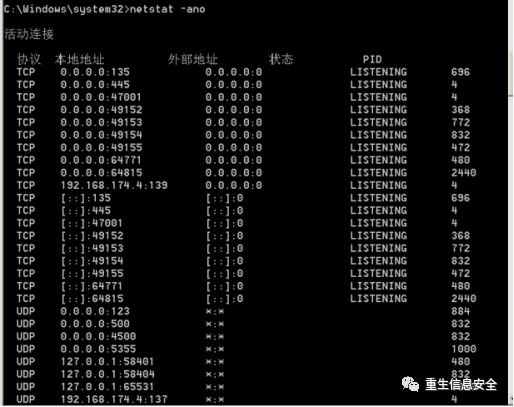 C:\Windows\system32>netstat -ano
活动连接
协议 本地地址 外部地址 状态 PID
TCP 0.0.0.0:135 0.0.0.0:0 LISTENING 696
TCP 0.0.0.0:445 0.0.0.0:0 LISTENING 4
TCP 0.0.0.0:47001 0.0.0.0:0 LISTENING 4
TCP 0.0.0.0:49152 0.0.0.0:0 LISTENING 368
TCP 0.0.0.0:49153 0.0.0.0:0 LISTENING 772
TCP 0.0.0.0:49154 0.0.0.0:0 LISTENING 832
TCP 0.0.0.0:49155 0.0.0.0:0 LISTENING 472
TCP 0.0.0.0:64771 0.0.0.0:0 LISTENING 480
TCP 0.0.0.0:64815 0.0.0.0:0 LISTENING 2440
TCP 192.168.174.4:139 0.0.0.0:0 LISTENING 4
TCP [::]:135 [::]:0 LISTENING 696
TCP [::]:445 [::]:0 LISTENING 4
TCP [::]:47001 [::]:0 LISTENING 4
TCP [::]:49152 [::]:0 LISTENING 368
TCP [::]:49153 [::]:0 LISTENING 772
TCP [::]:49154 [::]:0 LISTENING 832
TCP [::]:49155 [::]:0 LISTENING 472
TCP [::]:64771 [::]:0 LISTENING 480
TCP [::]:64815 [::]:0 LISTENING 2440
UDP 0.0.0.0:123 *:* 884
UDP 0.0.0.0:500 *:* 832
UDP 0.0.0.0:4500 *:* 832
UDP 0.0.0.0:5355 *:* 1000
UDP 127.0.0.1:58401 *:* 480
UDP 127.0.0.1:58404 *:* 832
UDP 127.0.0.1:65531 *:*
UDP 192.168.174.4:137 *:* 4
重生信息安全